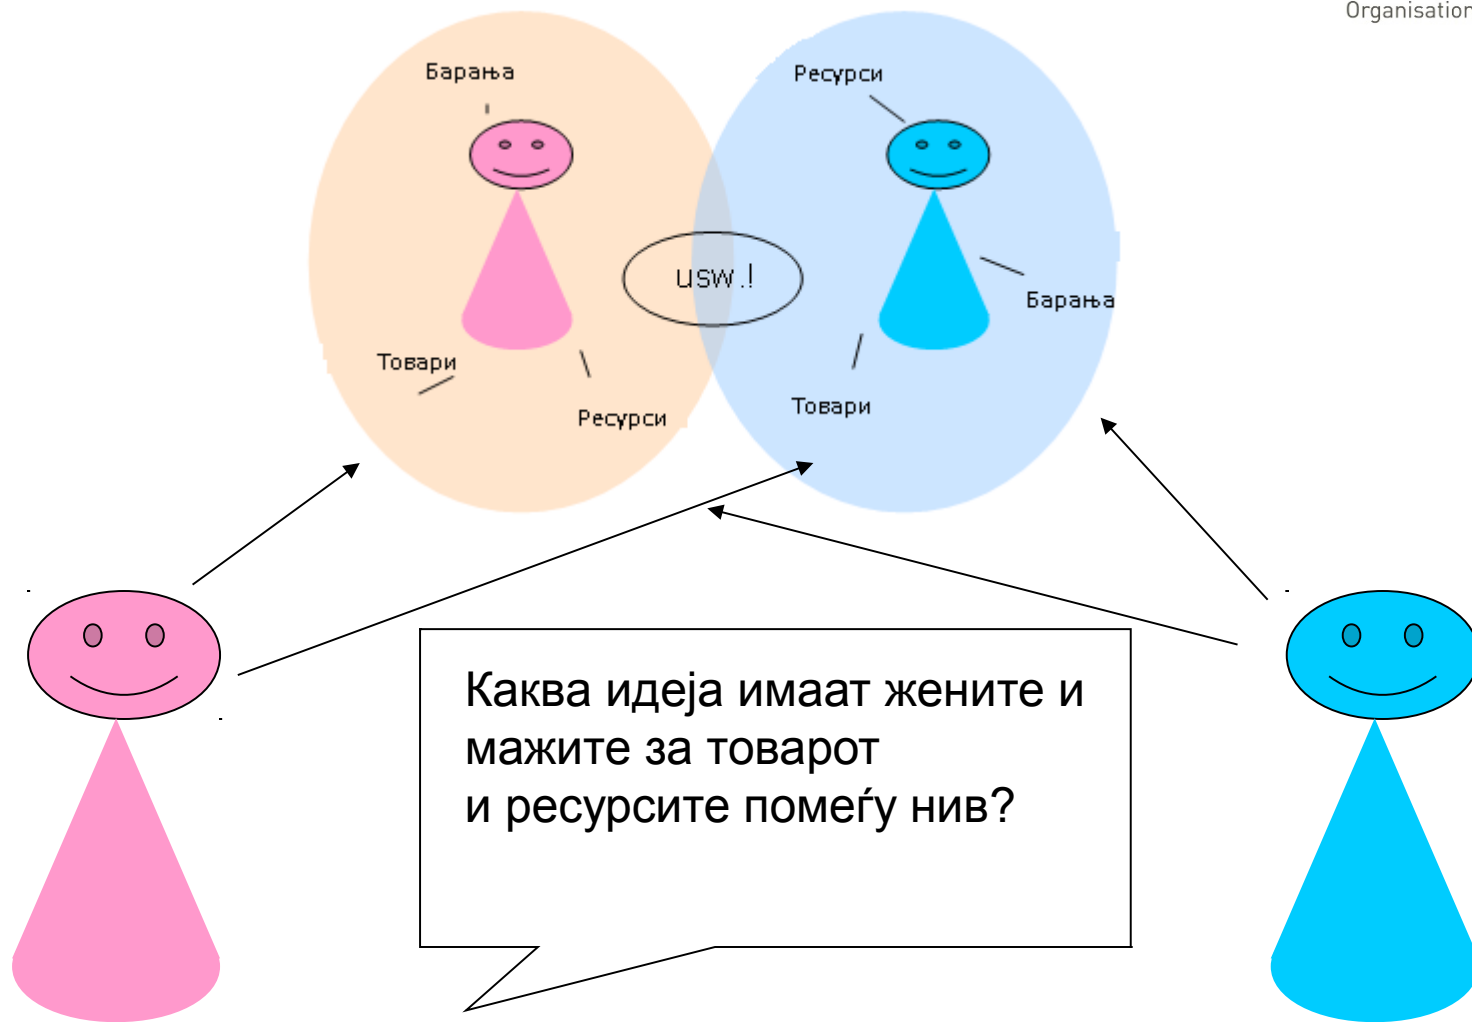 Organisation
Барања
Ресурси
usw.!
Барања
Товари
Ресурси
Товари
Каква идеја имаат жените и
мажите за товарот
и ресурсите помеѓу нив?